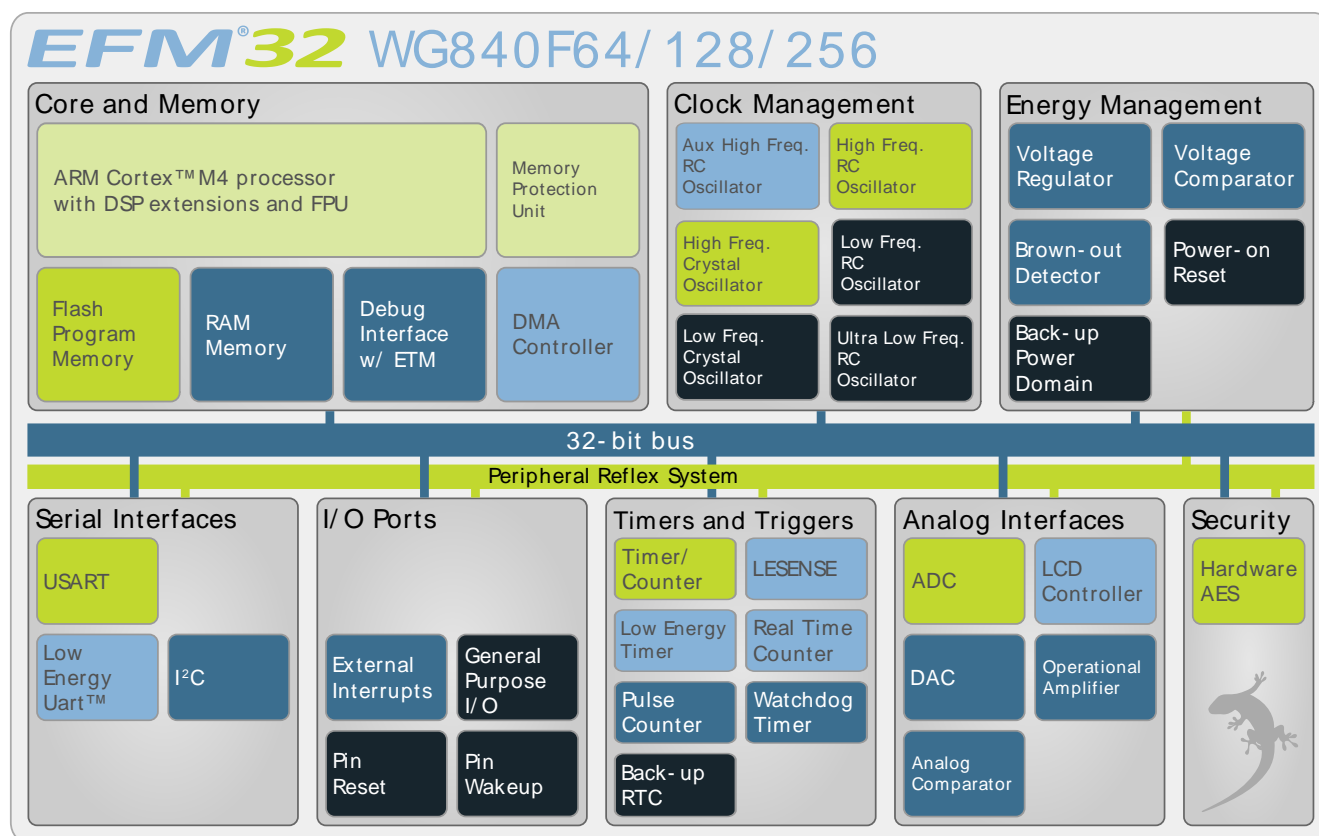 EFM®32 WG840F64/128/256
Core and Memory
ARM Cortex™ M4 processor
with DSP extensions and FPU
Memory
Protection
Unit
Flash
Program
Memory
RAM
Memory
Debug
Interface
w/ ETM
DMA
Controller
Clock Management
Aux High Freq.
RC
Oscillator
High Freq.
RC
Oscillator
High Freq.
Crystal
Oscillator
Low Freq.
RC
Oscillator
Low Freq.
Crystal
Oscillator
Ultra Low Freq.
RC
Oscillator
Energy Management
Voltage
Regulator
Voltage
Comparator
Brown-out
Detector
Power-on
Reset
Back-up
Power
Domain
32-bit bus
Peripheral Reflex System
Serial Interfaces
USART
Low
Energy
Uart™
I²C
I/O Ports
External
Interrupts
General
Purpose
I/O
Pin
Reset
Pin
Wakeup
Timers and Triggers
Timer/
Counter
LESENSE
Low Energy
Timer
Real Time
Counter
Pulse
Counter
Watchdog
Timer
Back-up
RTC
Analog Interfaces
ADC
LCD
Controller
DAC
Operational
Amplifier
Analog
Comparator
Security
Hardware
AES